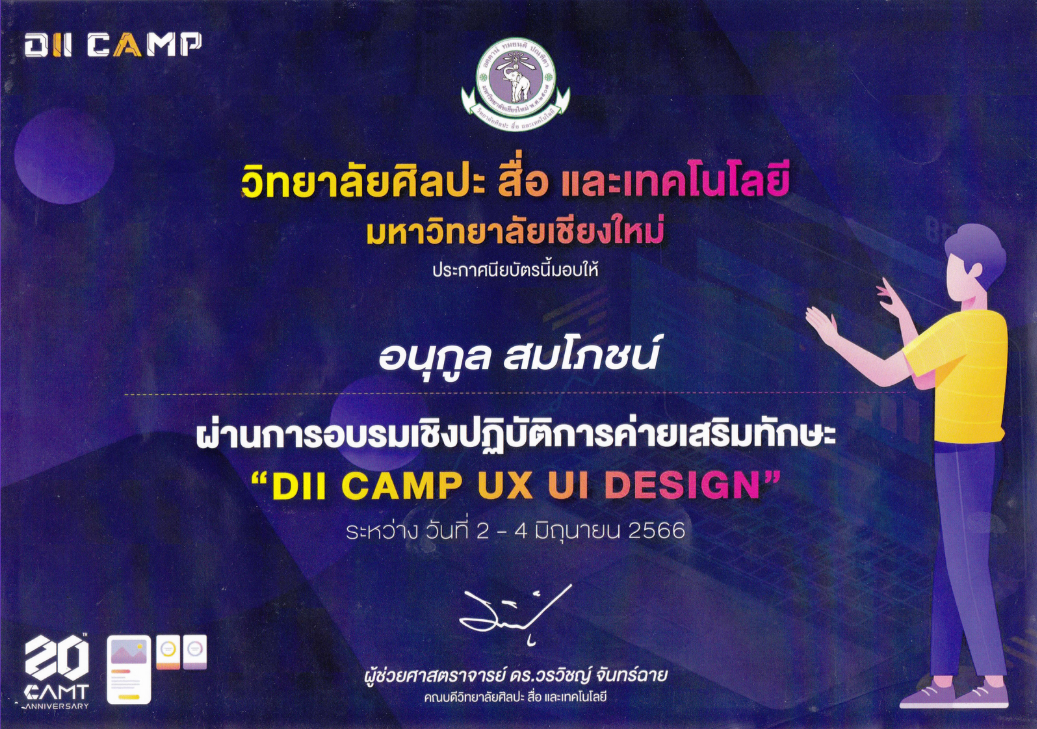 DII CAMP
วิทยาลัยศิลปะ สื่อ และเทคโนโลยี
มหาวิทยาลัยเชียงใหม่
ประกาศนียบัตรนี้มอบให้
อนุกูล สมโภชน์
ผ่านการอบรมเชิงปฏิบัติการค่ายเสริมทักษะ
“DII CAMP UX UI DESIGN”
ระหว่าง วันที่ 2 - 4 มิถุนายน 2566
ผู้ช่วยศาสตราจารย์ ดร.วรวิชญ์ จันทร์ฉาย
คณบดีวิทยาลัยศิลปะ สื่อ และเทคโนโลยี
20
CAMT
ANNIVERSARY